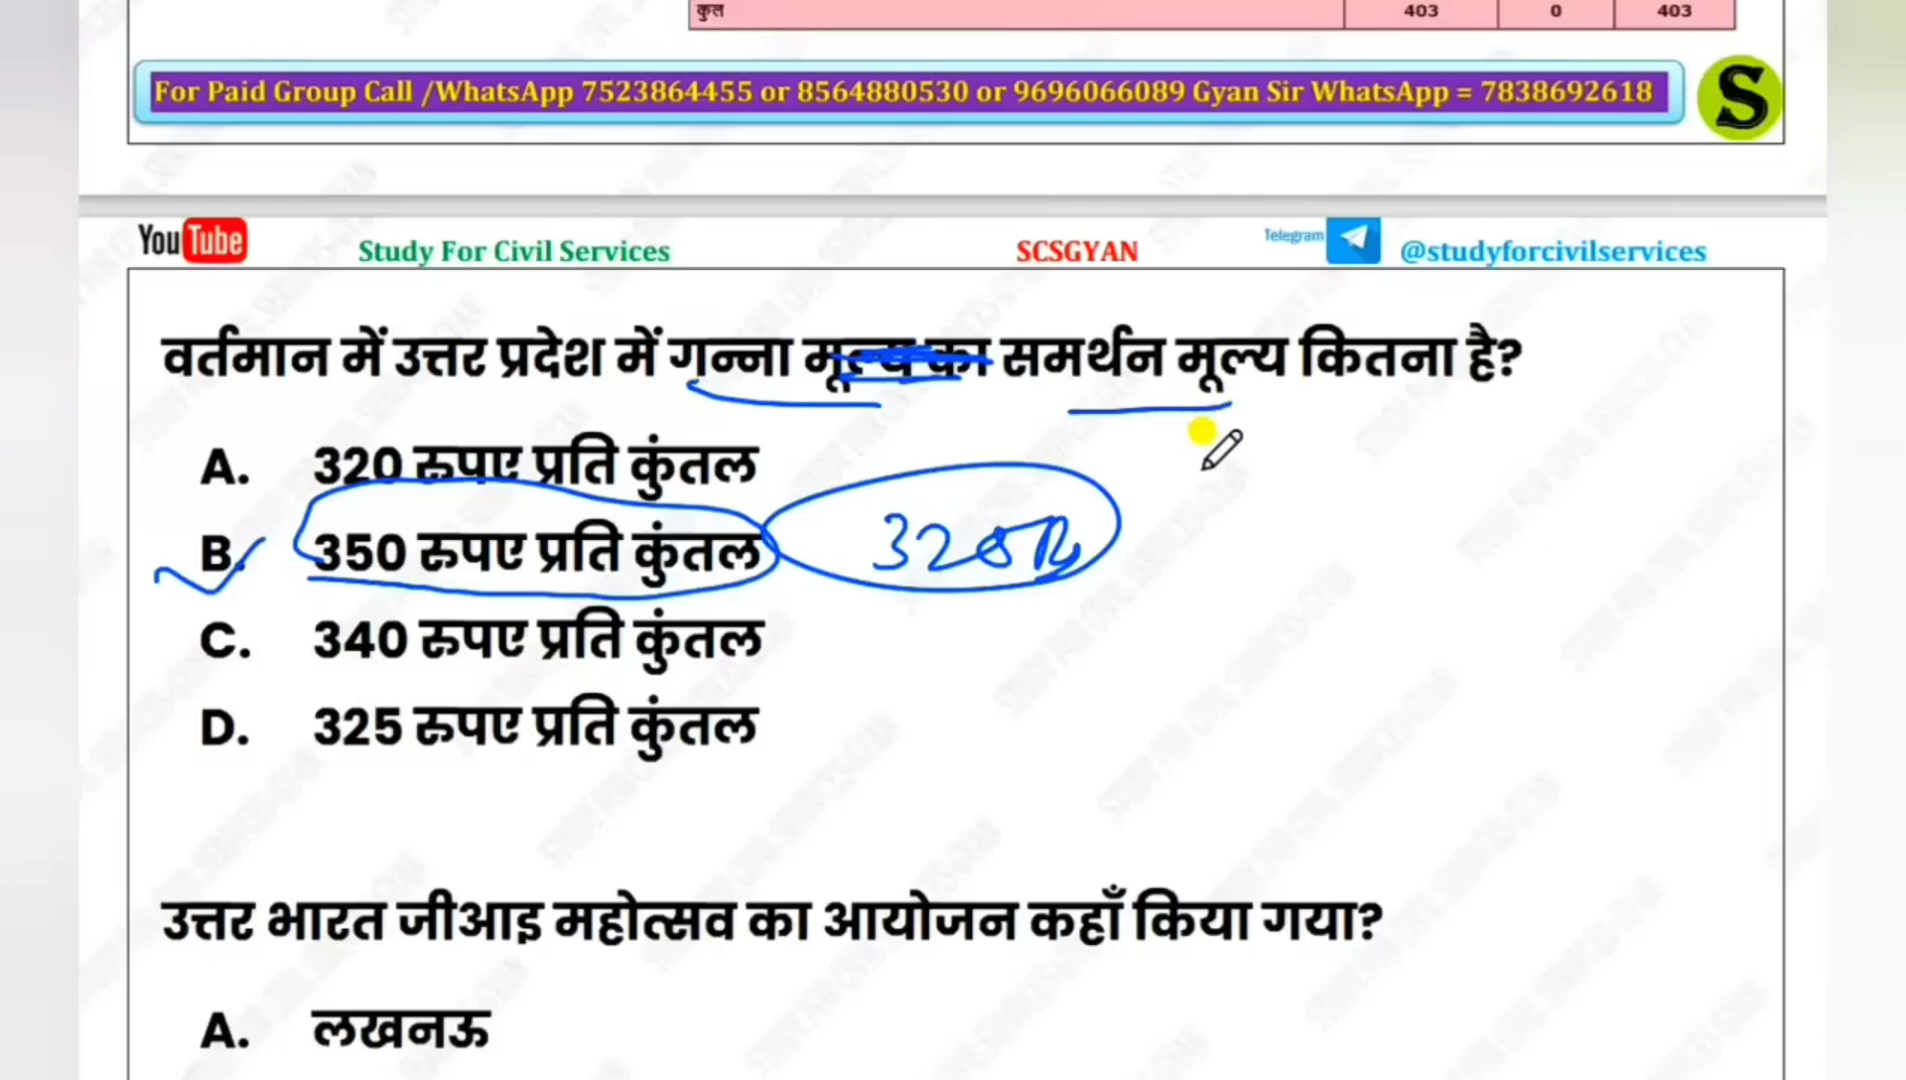 कुल 403 0 403
For Paid Group Call /WhatsApp 7523864455 or 8564880530 or 9696066089 Gyan Sir WhatsApp = 7838692618
S
YouTube Study For Civil Services SCSGYAN Telegram @studyforcivilservices
वर्तमान में उत्तर प्रदेश में गन्ना मूल्य का समर्थन मूल्य कितना है?
A. 320 रुपए प्रति कुंतल
B. 350 रुपए प्रति कुंतल
C. 340 रुपए प्रति कुंतल
D. 325 रुपए प्रति कुंतल
उत्तर भारत जीआइ महोत्सव का आयोजन कहाँ किया गया?
A. लखनऊ